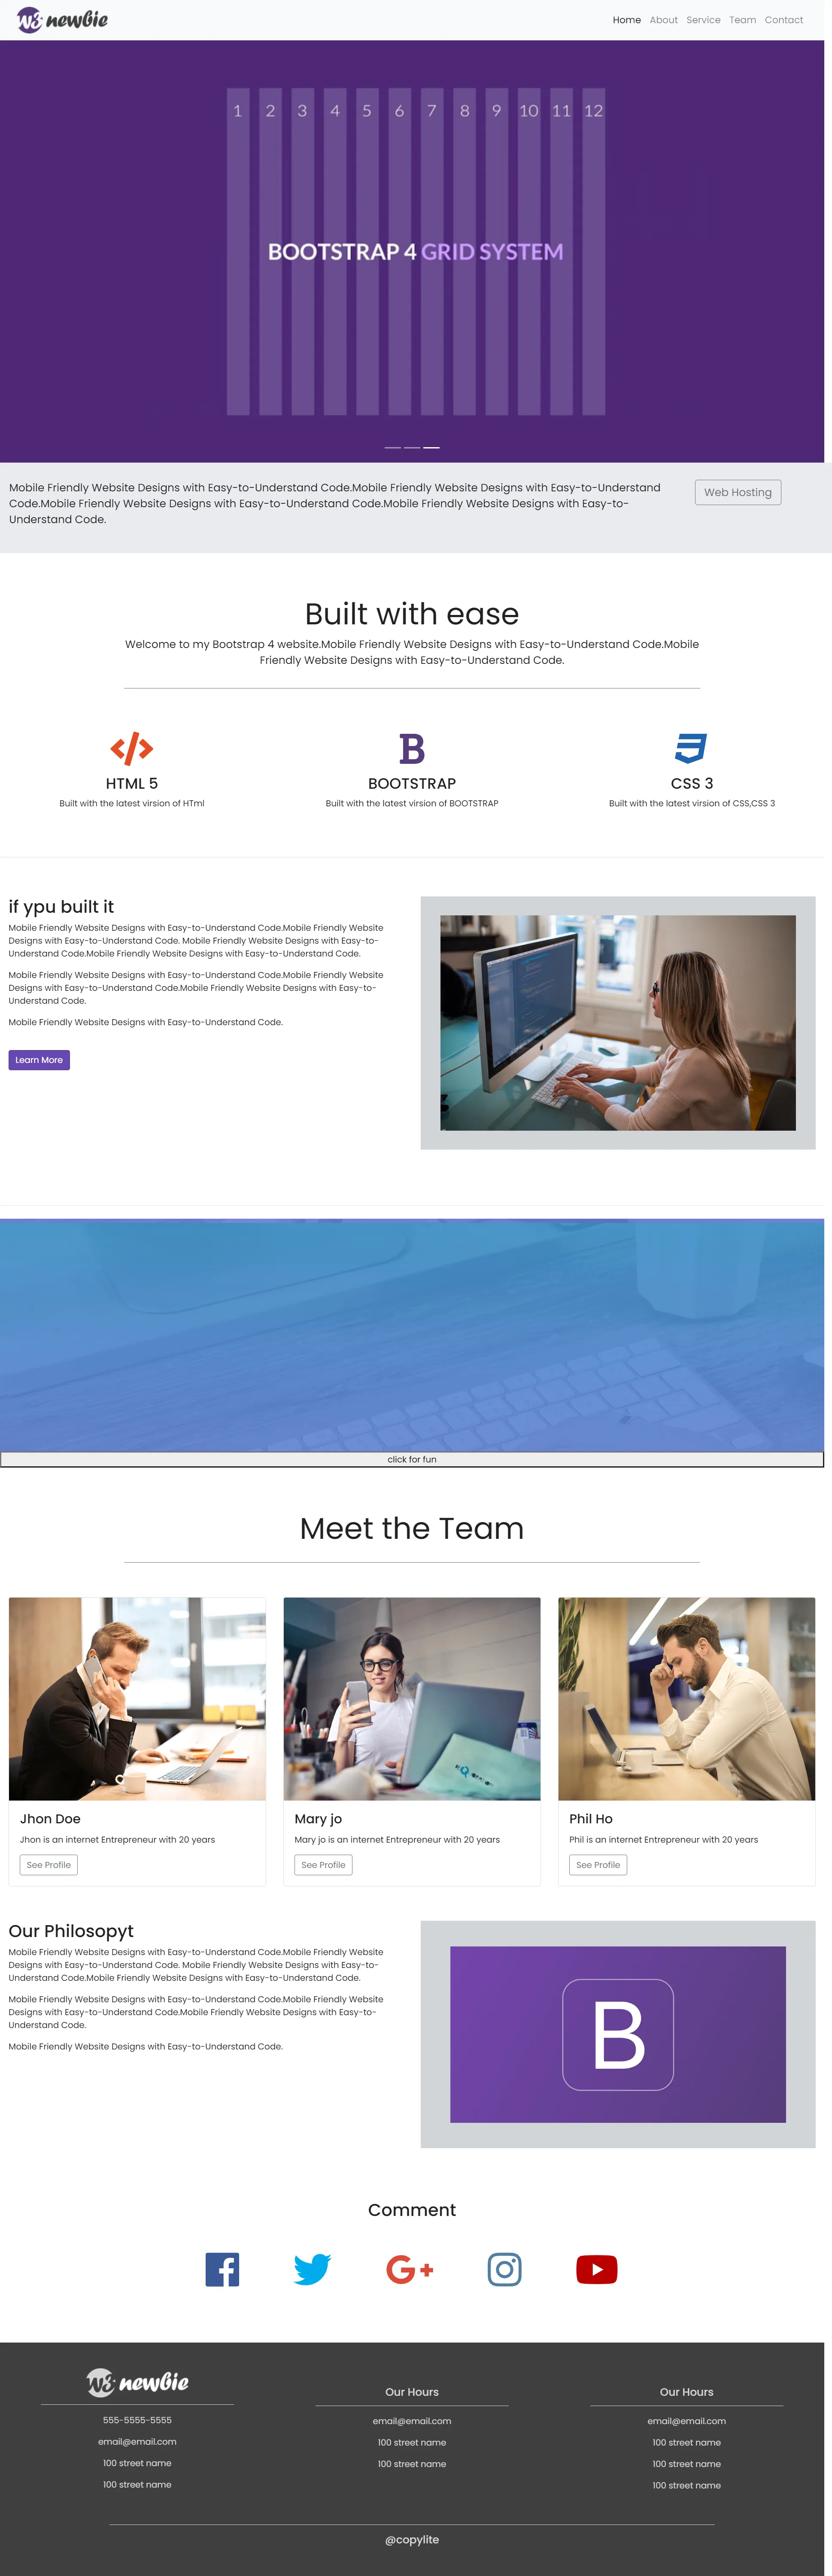 W3 newbie
Home About Service Team Contact
1 2 3 4 5 6 7 8 9 10 11 12
BOOTSTRAP 4 GRID SYSTEM
Mobile Friendly Website Designs with Easy-to-Understand Code.Mobile Friendly Website Designs with Easy-to-Understand
Code.Mobile Friendly Website Designs with Easy-to-Understand Code.Mobile Friendly Website Designs with Easy-to-
Understand Code.
Web Hosting
Built with ease
Welcome to my Bootstrap 4 website.Mobile Friendly Website Designs with Easy-to-Understand Code.Mobile
Friendly Website Designs with Easy-to-Understand Code.
HTML 5
Built with the latest virsion of HTml
B
BOOTSTRAP
Built with the latest virsion of BOOTSTRAP
CSS 3
Built with the latest virsion of CSS,CSS 3
if ypu built it
Mobile Friendly Website Designs with Easy-to-Understand Code.Mobile Friendly Website
Designs with Easy-to-Understand Code. Mobile Friendly Website Designs with Easy-to-
Understand Code.Mobile Friendly Website Designs with Easy-to-Understand Code.
Mobile Friendly Website Designs with Easy-to-Understand Code.Mobile Friendly Website
Designs with Easy-to-Understand Code.Mobile Friendly Website Designs with Easy-to-
Understand Code.
Mobile Friendly Website Designs with Easy-to-Understand Code.
Learn More
click for fun
Meet the Team
Jhon Doe
Jhon is an internet Entrepreneur with 20 years
See Profile
Mary jo
Mary jo is an internet Entrepreneur with 20 years
See Profile
Phil Ho
Phil is an internet Entrepreneur with 20 years
See Profile
Our Philosopyt
Mobile Friendly Website Designs with Easy-to-Understand Code.Mobile Friendly Website
Designs with Easy-to-Understand Code. Mobile Friendly Website Designs with Easy-to-
Understand Code.Mobile Friendly Website Designs with Easy-to-Understand Code.
Mobile Friendly Website Designs with Easy-to-Understand Code.Mobile Friendly Website
Designs with Easy-to-Understand Code.Mobile Friendly Website Designs with Easy-to-
Understand Code.
Mobile Friendly Website Designs with Easy-to-Understand Code.
B
Comment
G+
W3 newbie
555-5555-5555
email@email.com
100 street name
100 street name
Our Hours
email@email.com
100 street name
100 street name
Our Hours
email@email.com
100 street name
100 street name
100 street name
@copylite